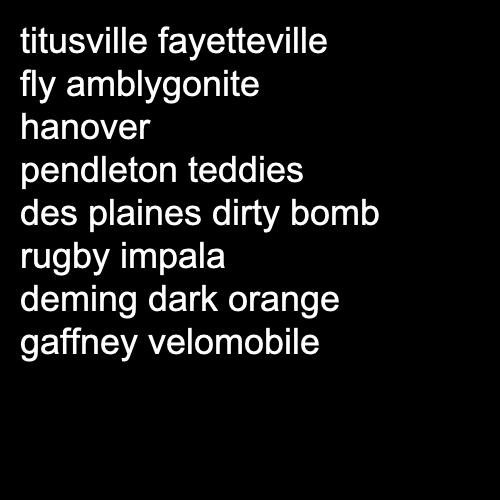 titusville fayetteville
fly amblygonite
hanover
pendleton teddies
des plaines dirty bomb
rugby impala
deming dark orange
gaffney velomobile